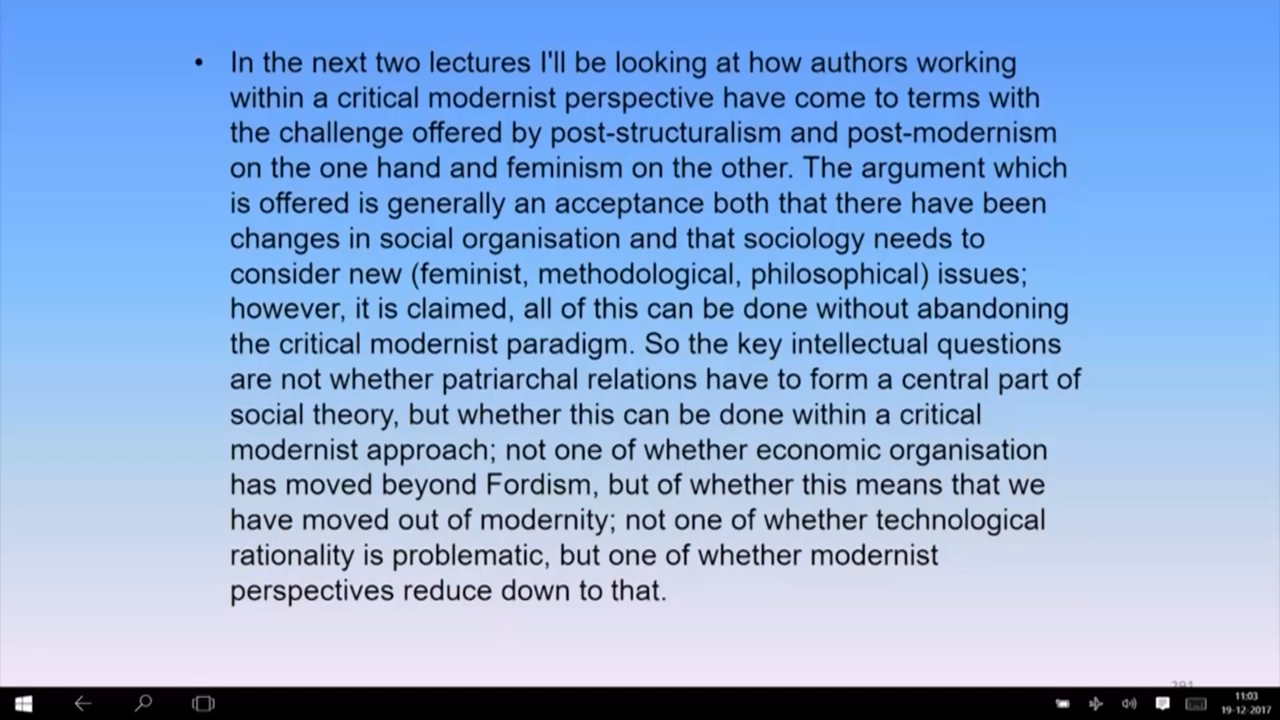 • In the next two lectures I'll be looking at how authors working
within a critical modernist perspective have come to terms with
the challenge offered by post-structuralism and post-modernism
on the one hand and feminism on the other. The argument which
is offered is generally an acceptance both that there have been
changes in social organisation and that sociology needs to
consider new (feminist, methodological, philosophical) issues;
however, it is claimed, all of this can be done without abandoning
the critical modernist paradigm. So the key intellectual questions
are not whether patriarchal relations have to form a central part of
social theory, but whether this can be done within a critical
modernist approach; not one of whether economic organisation
has moved beyond Fordism, but of whether this means that we
have moved out of modernity; not one of whether technological
rationality is problematic, but one of whether modernist
perspectives reduce down to that.
11:03
19-12-2017